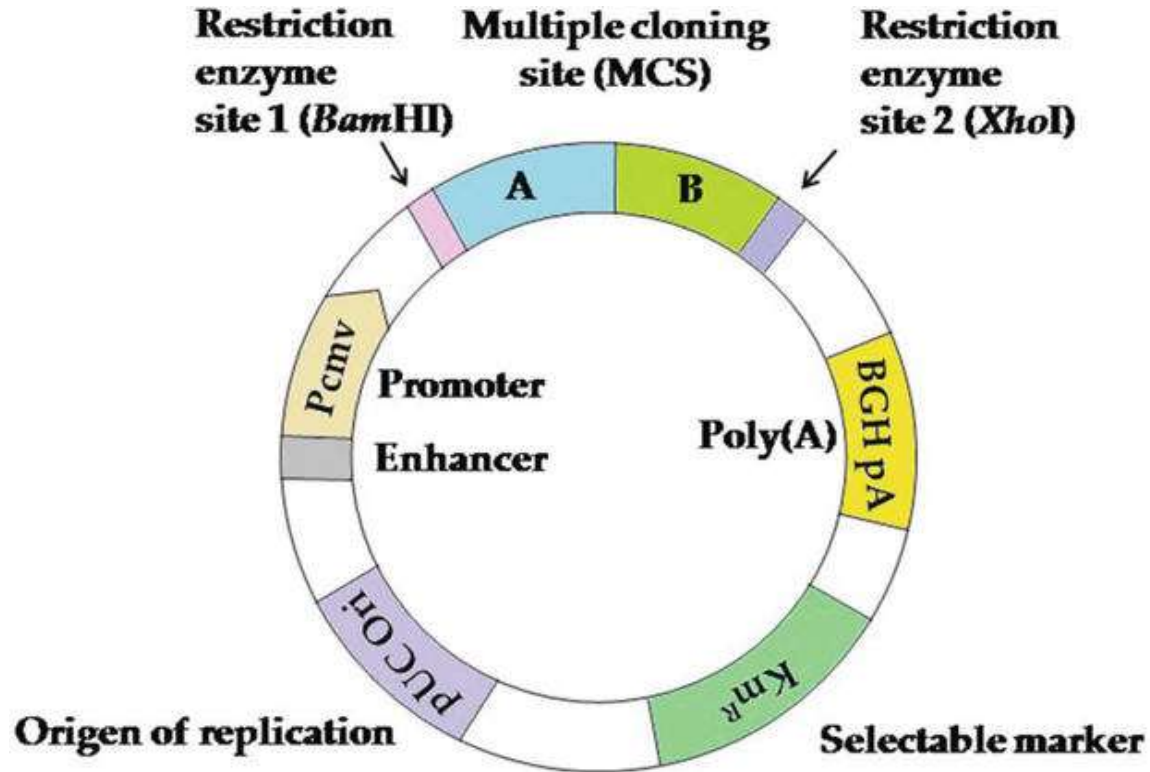 Restriction
enzyme
site 1 (BamHI)
Multiple cloning
site (MCS)
Restriction
enzyme
site 2 (XhoI)
A
B
Pcmv
Promoter
Enhancer
Poly(A)
BGH pA
pUC Ori
KmR
Origen of replication
Selectable marker